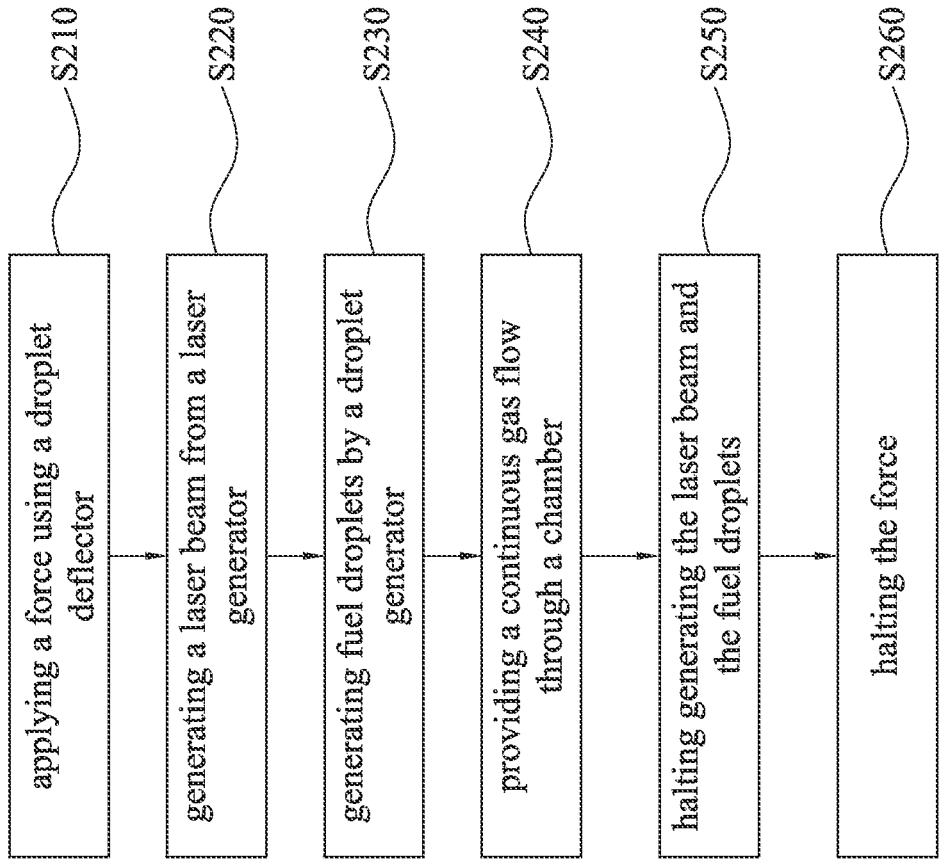 applying a force using a droplet
deflector
S210
generating a laser beam from a laser
generator
S220
generating fuel droplets by a droplet
generator
S230
providing a continuous gas flow
through a chamber
S240
halting generating the laser beam and
the fuel droplets
S250
halting the force
S260